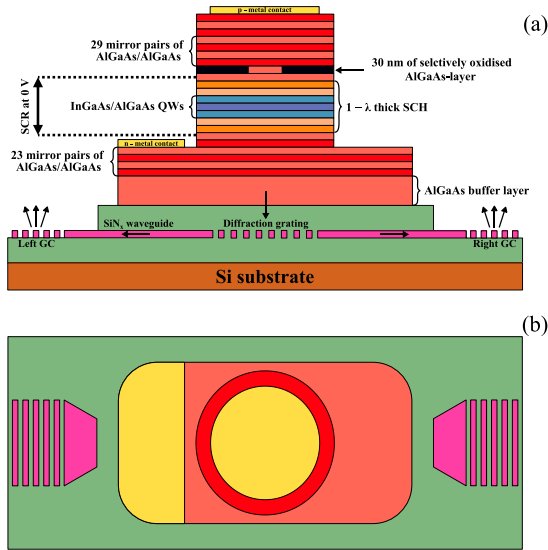 p - metal contact
(a)
29 mirror pairs of
AlGaAs/AlGaAs
30 nm of selctively oxidised
AlGaAs-layer
SCR at 0 V
InGaAs/AlGaAs QWs
1 − λ thick SCH
n - metal contact
23 mirror pairs of
AlGaAs/AlGaAs
AlGaAs buffer layer
SiNx waveguide
Diffraction grating
Left GC
Right GC
Si substrate
(b)